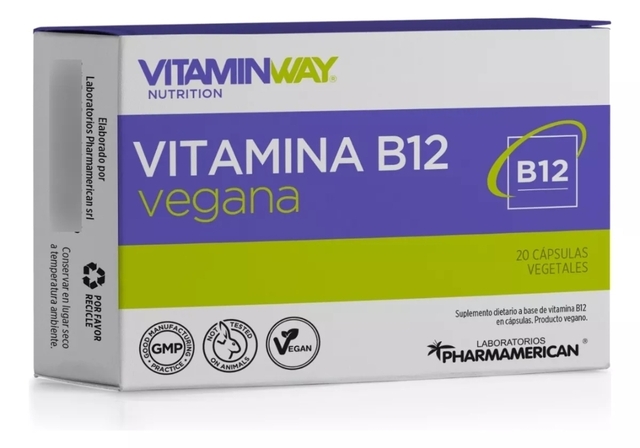 VITAMINWAY®
NUTRITION
VITAMINA B12
vegana
B12
20 CÁPSULAS
VEGETALES
Suplemento dietario a base de vitamina B12
en cápsulas. Producto vegano.
GOOD MANUFACTURING
GMP
PRACTICE
NOT TESTED
ON ANIMALS
VEGAN
LABORATORIOS
PHARMAMERICAN®
Elaborado por
Laboratorios Pharmamerican srl
POR FAVOR
RECICLE
Conservar en lugar seco
a temperatura ambiente.